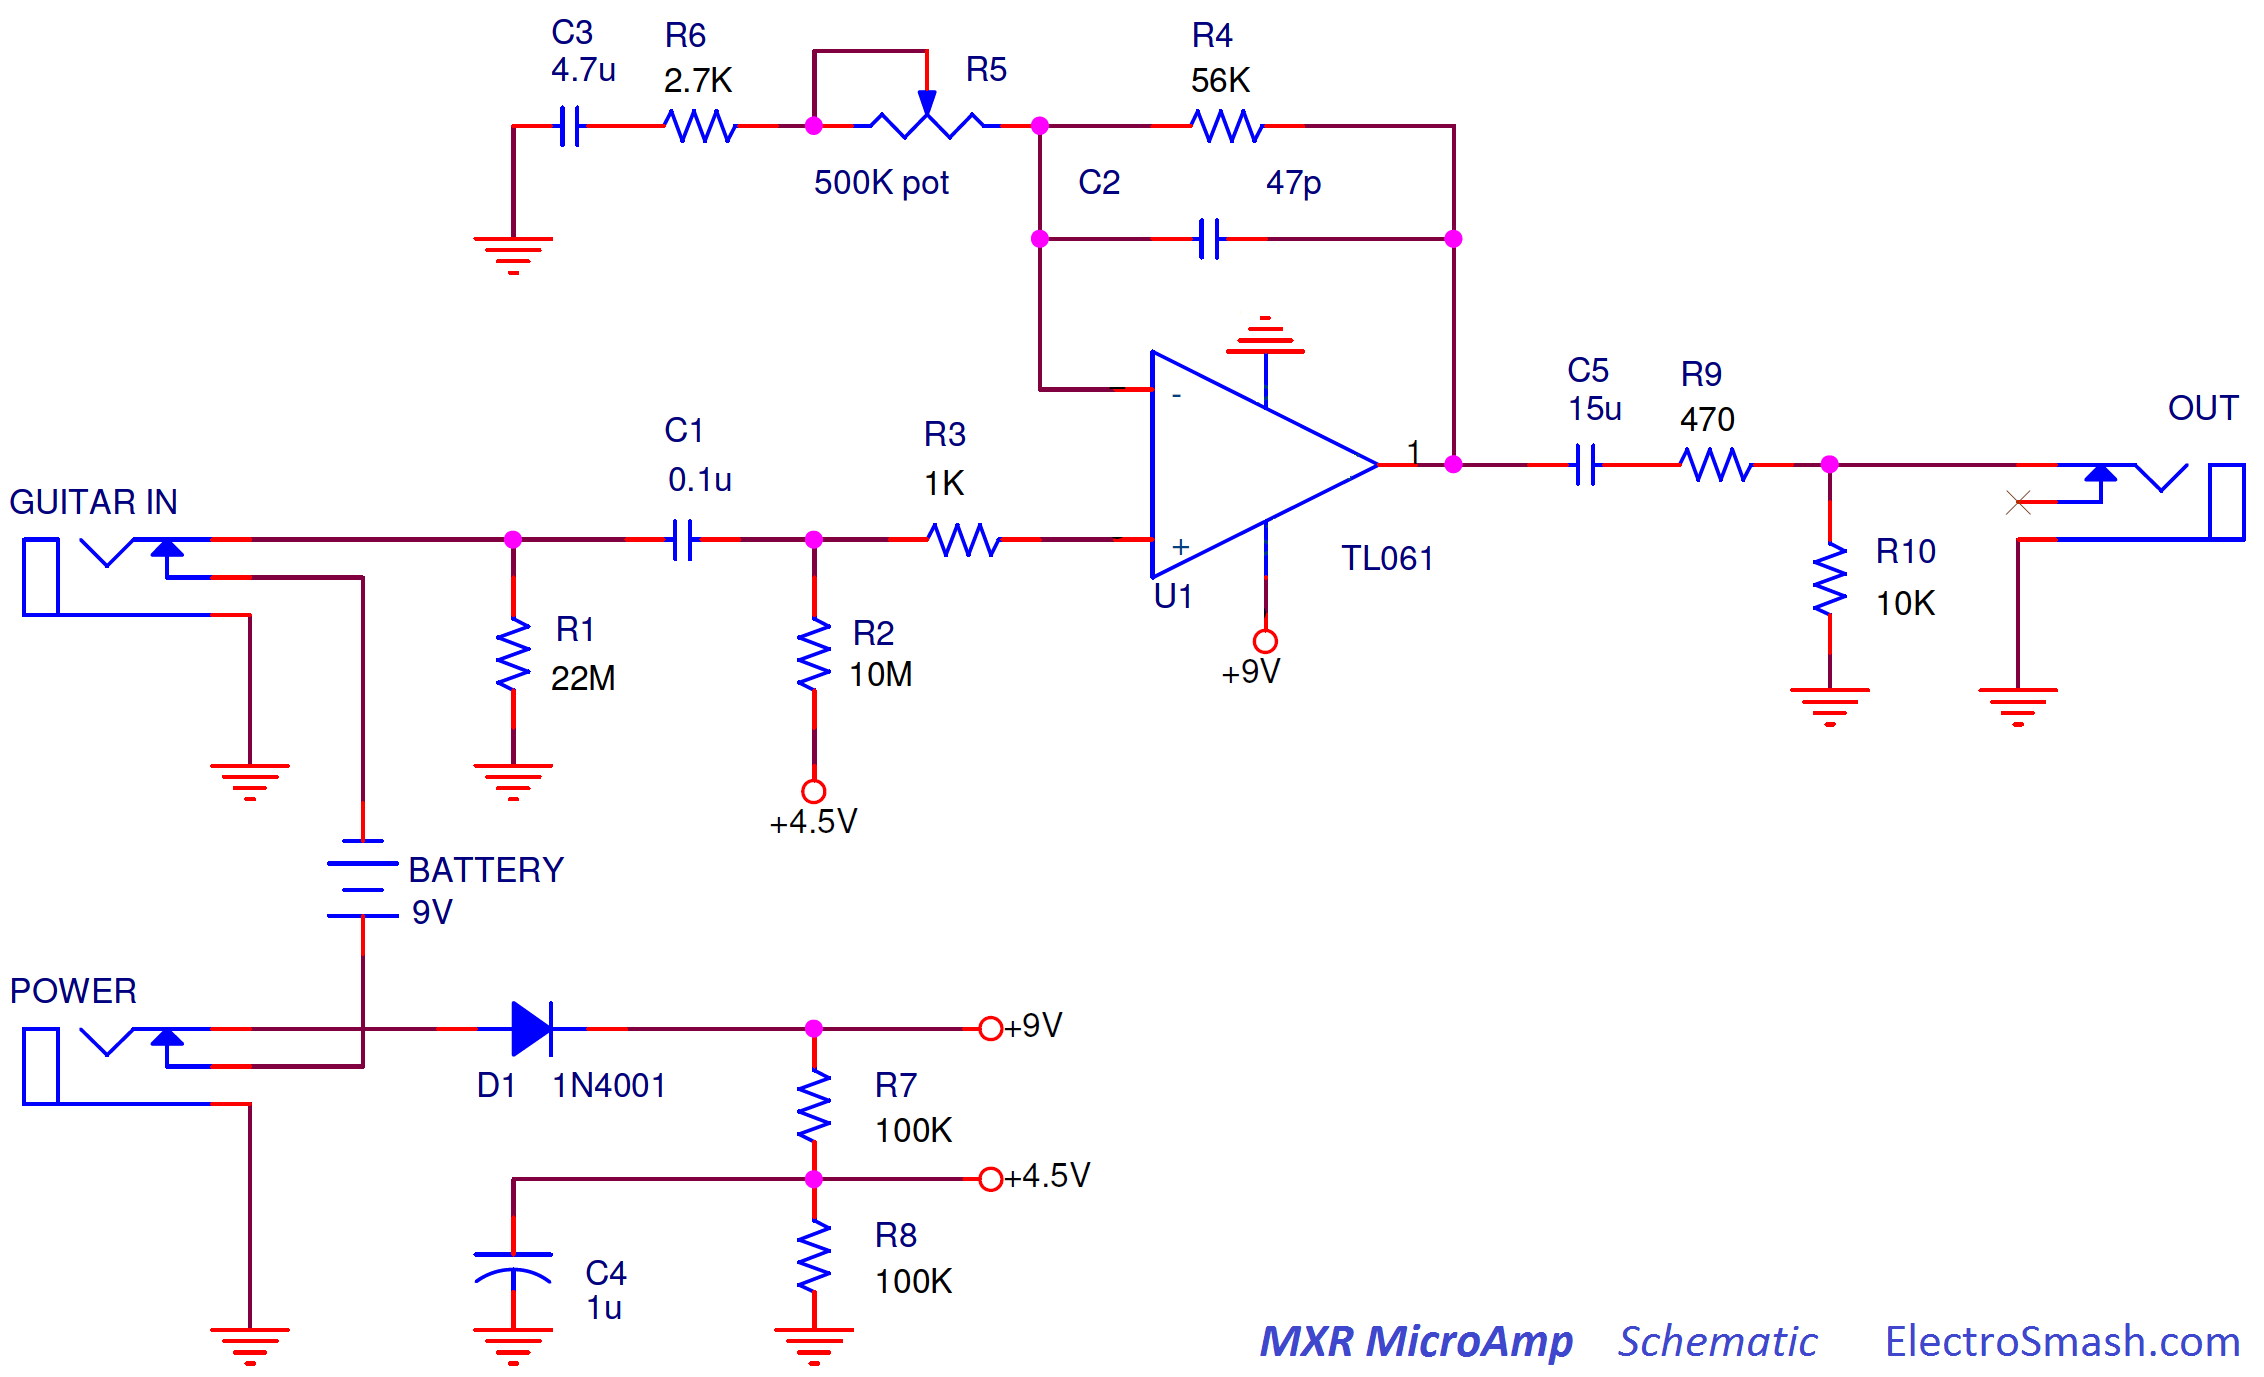 C3
4.7u
R6
2.7K
R5
500K pot
R4
56K
C2
47p
-
+
U1
TL061
1
+9V
C5
15u
R9
470
OUT
R10
10K
GUITAR IN
C1
0.1u
R3
1K
R1
22M
R2
10M
+4.5V
BATTERY
9V
POWER
D1
1N4001
+9V
R7
100K
+4.5V
R8
100K
C4
1u
MXR MicroAmp Schematic ElectroSmash.com